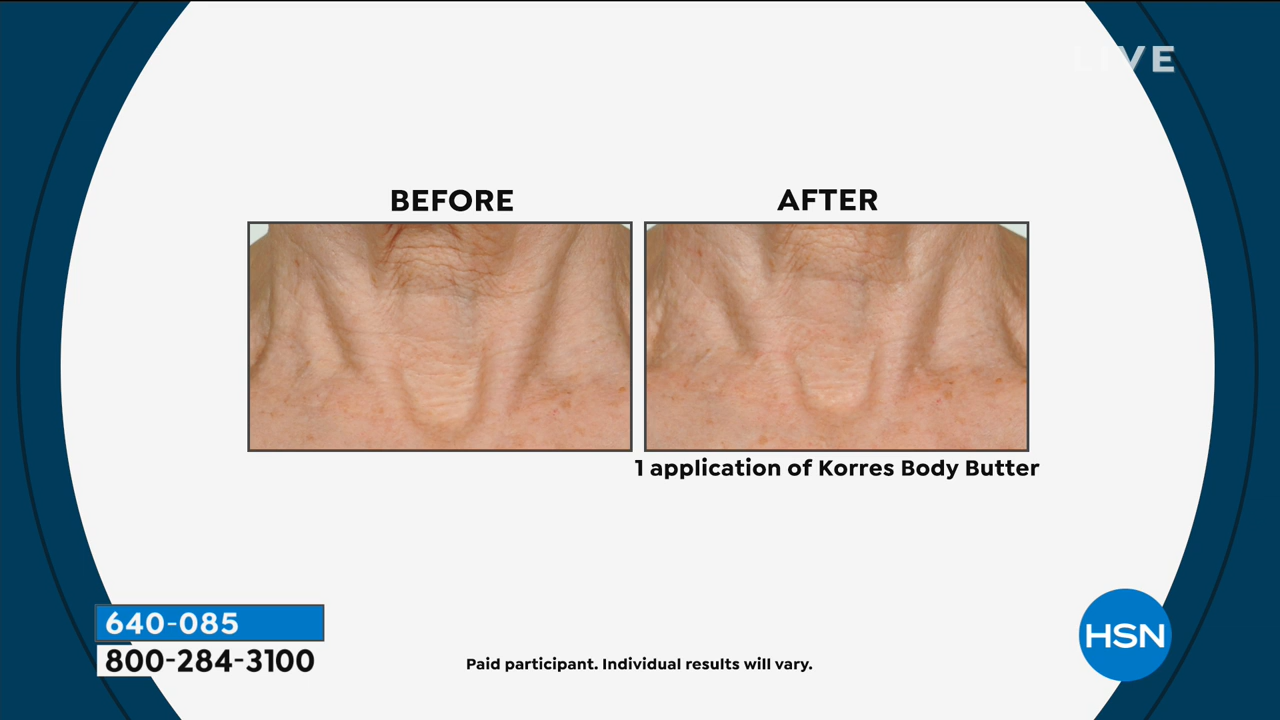 LIVE
BEFORE
AFTER
1 application of Korres Body Butter
640-085
800-284-3100
Paid participant. Individual results will vary.
HSN